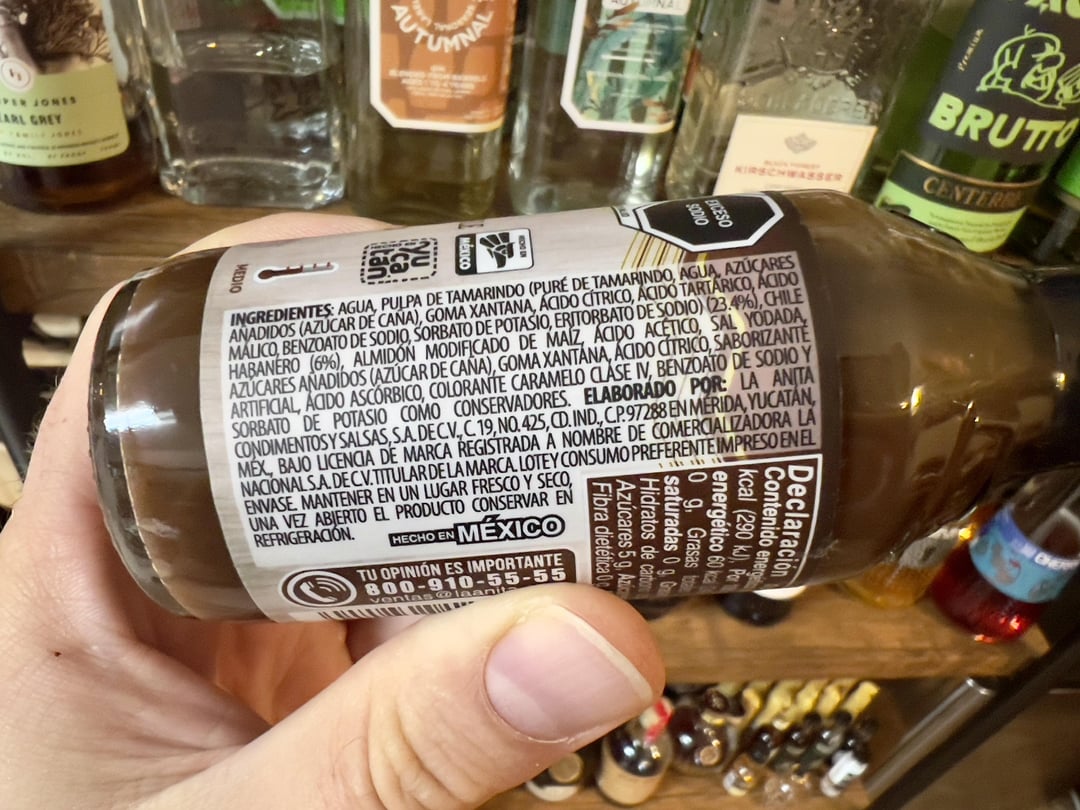 AUTUMNAL
AUTUMNAL
EARL GREY
KIRSCHWASSER
Premium
BRUTTO
EXCESO
SODIO
MEDIO
yu
ca
tan
HECHO EN
MÉXICO
INGREDIENTES: AGUA, PULPA DE TAMARINDO (PURÉ DE TAMARINDO, AGUA, AZÚCARES
AÑADIDOS (AZÚCAR DE CAÑA), GOMA XANTANA, ÁCIDO CÍTRICO, ÁCIDO TARTÁRICO, ÁCIDO
MÁLICO, BENZOATO DE SODIO, SORBATO DE POTASIO, ERITORBATO DE SODIO) (23,4%), CHILE
HABANERO (6%), ALMIDÓN MODIFICADO DE MAÍZ, ÁCIDO ACÉTICO, SAL YODADA,
AZÚCARES AÑADIDOS (AZÚCAR DE CAÑA), GOMA XANTANA, ÁCIDO CÍTRICO, SABORIZANTE
ARTIFICIAL, ÁCIDO ASCÓRBICO, COLORANTE CARAMELO CLASE IV, BENZOATO DE SODIO Y
SORBATO DE POTASIO COMO CONSERVADORES. ELABORADO POR: LA ANITA
CONDIMENTOS Y SALSAS, S.A. DE C.V., C. 19, NO. 425, CD. IND., C.P. 97288 EN MÉRIDA, YUCATÁN,
MÉX., BAJO LICENCIA DE MARCA REGISTRADA A NOMBRE DE COMERCIALIZADORA LA
NACIONAL S.A. DE C.V. TITULAR DE LA MARCA. LOTE Y CONSUMO PREFERENTE IMPRESO EN EL
ENVASE. MANTENER EN UN LUGAR FRESCO Y SECO,
UNA VEZ ABIERTO EL PRODUCTO CONSERVAR EN
REFRIGERACIÓN.
HECHO EN MÉXICO
TU OPINIÓN ES IMPORTANTE
800-910-55-55
Declaración
Contenido
kcal (290 kJ). Por
energético 60
0 g, Grasas
saturadas 0 g
Hidratos de
Azúcares 5 g,
Fibra dietética